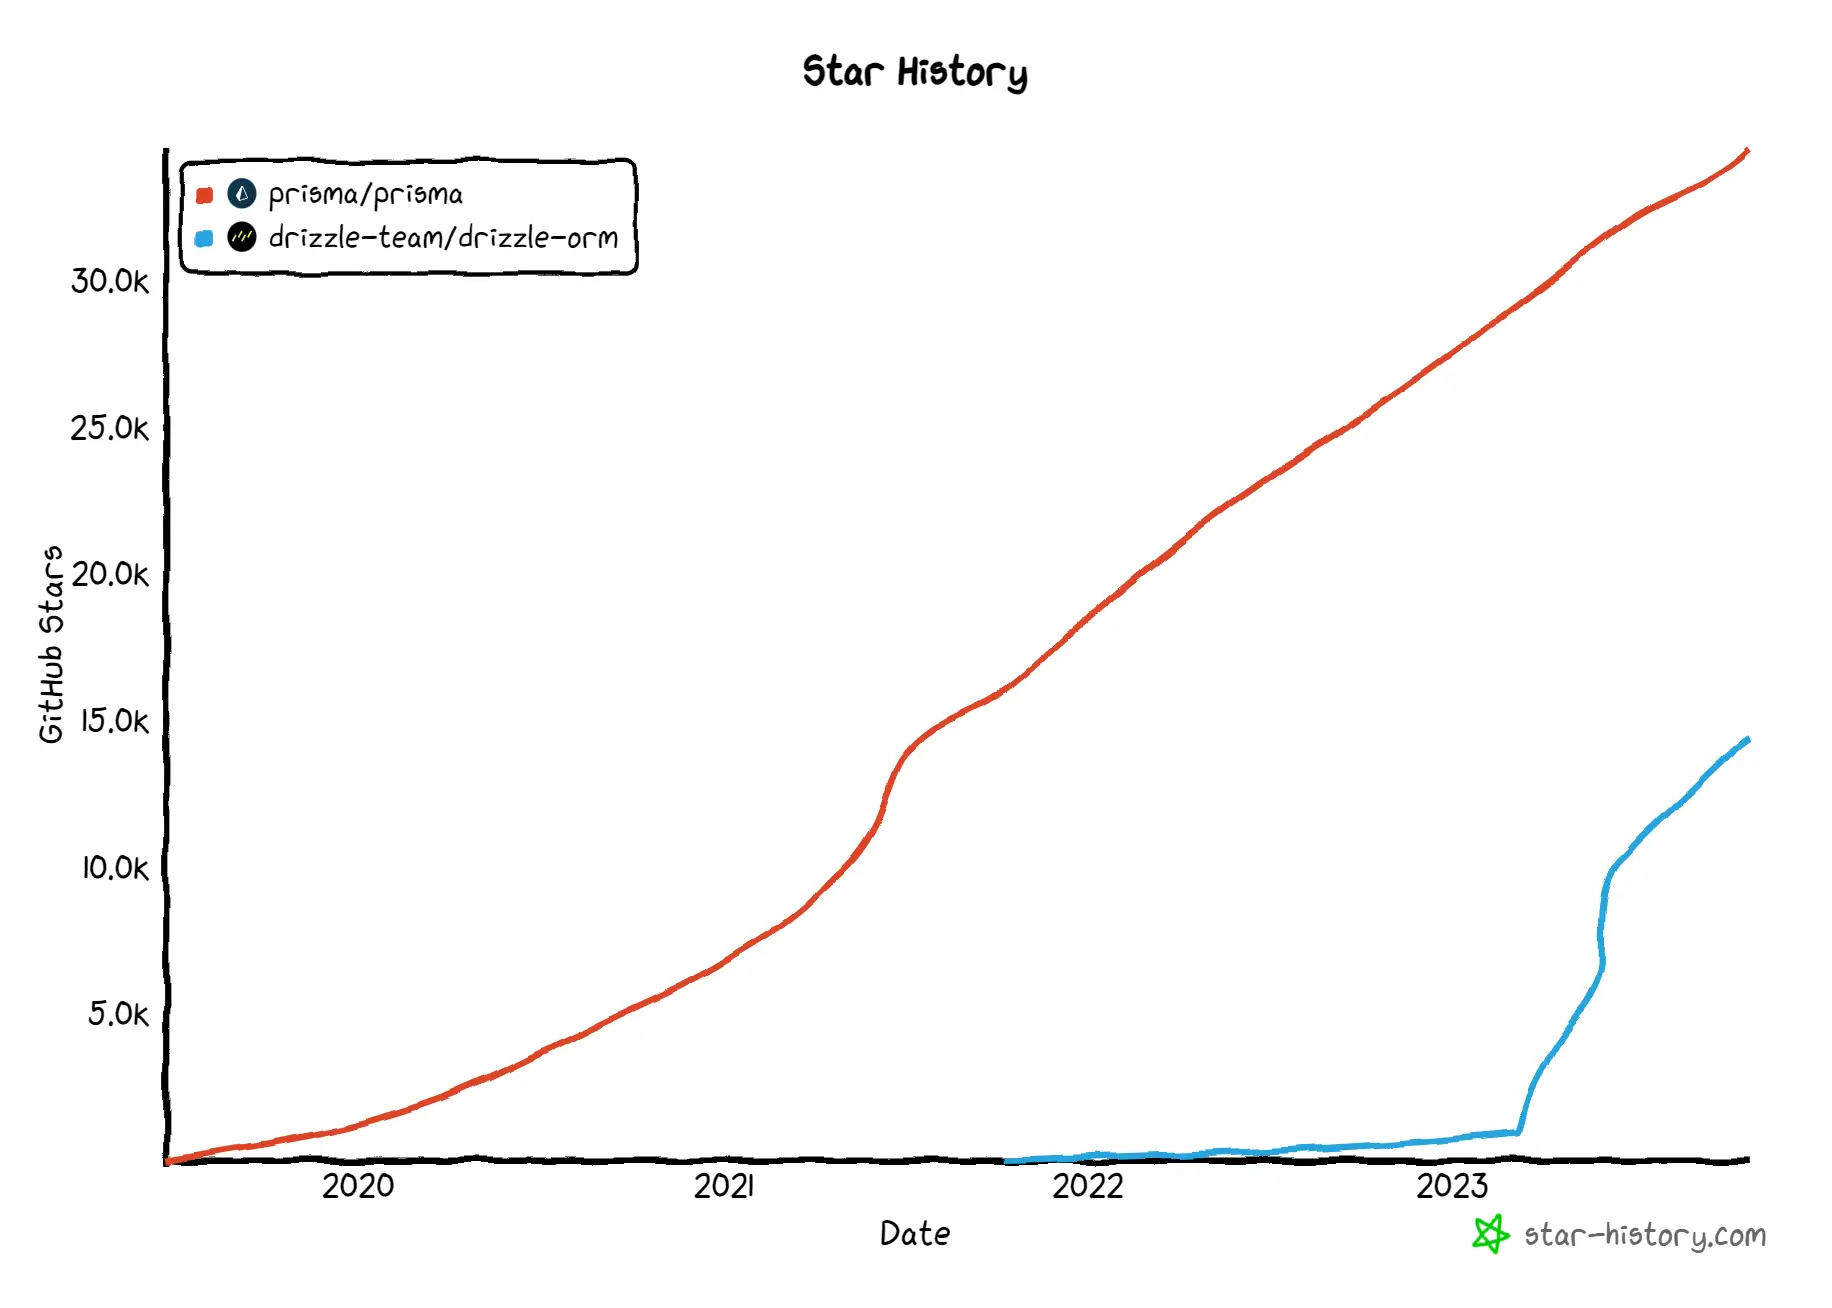 Star History
prisma/prisma
drizzle-team/drizzle-orm
30.0K
25.0K
20.0K
15.0K
10.0K
5.0K
GitHub Stars
2020
2021
2022
2023
Date
star-history.com